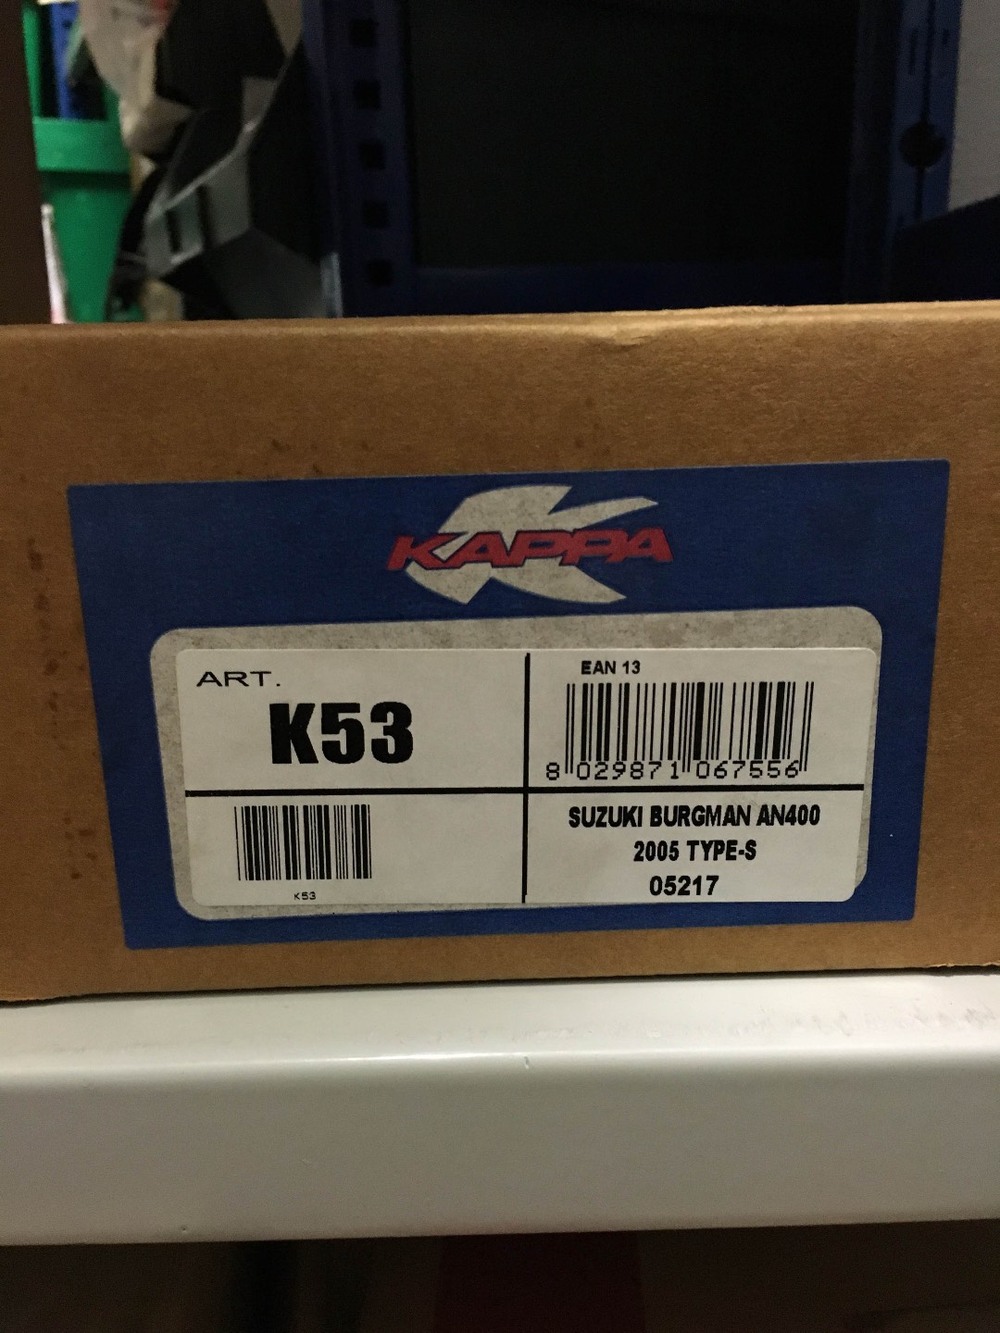 KAPPA
ART.
K53
EAN 13
8 029871 067556
K53
SUZUKI BURGMAN AN400
2005 TYPE-S
05217